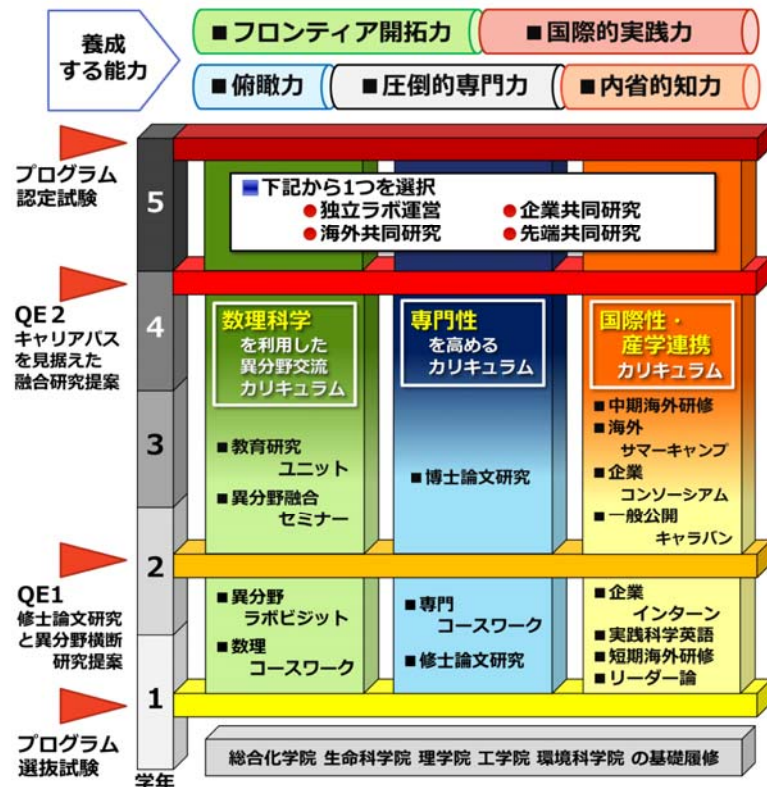 養成
する能力
■フロンティア開拓力
■国際的実践力
■俯瞰力
■圧倒的専門力
■内省的知力
プログラム
認定試験
5
■下記から1つを選択
●独立ラボ運営
●企業共同研究
●海外共同研究
●先端共同研究
QE2
キャリアパス
を見据えた
融合研究提案
4
数理科学
を利用した
異分野交流
カリキュラム
専門性
を高める
カリキュラム
国際性・
産学連携
カリキュラム
3
■教育研究
ユニット
■異分野融合
セミナー
■博士論文研究
■中期海外研修
■海外
サマーキャンプ
■企業
コンソーシアム
■一般公開
キャラバン
QE1
修士論文研究
と異分野横断
研究提案
2
■異分野
ラボビジット
■数理
コースワーク
■専門
コースワーク
■修士論文研究
■企業
インターン
■実践科学英語
■短期海外研修
■リーダー論
プログラム
選抜試験
1
学年
総合化学院 生命科学院 理学院 工学院 環境科学院 の基礎履修